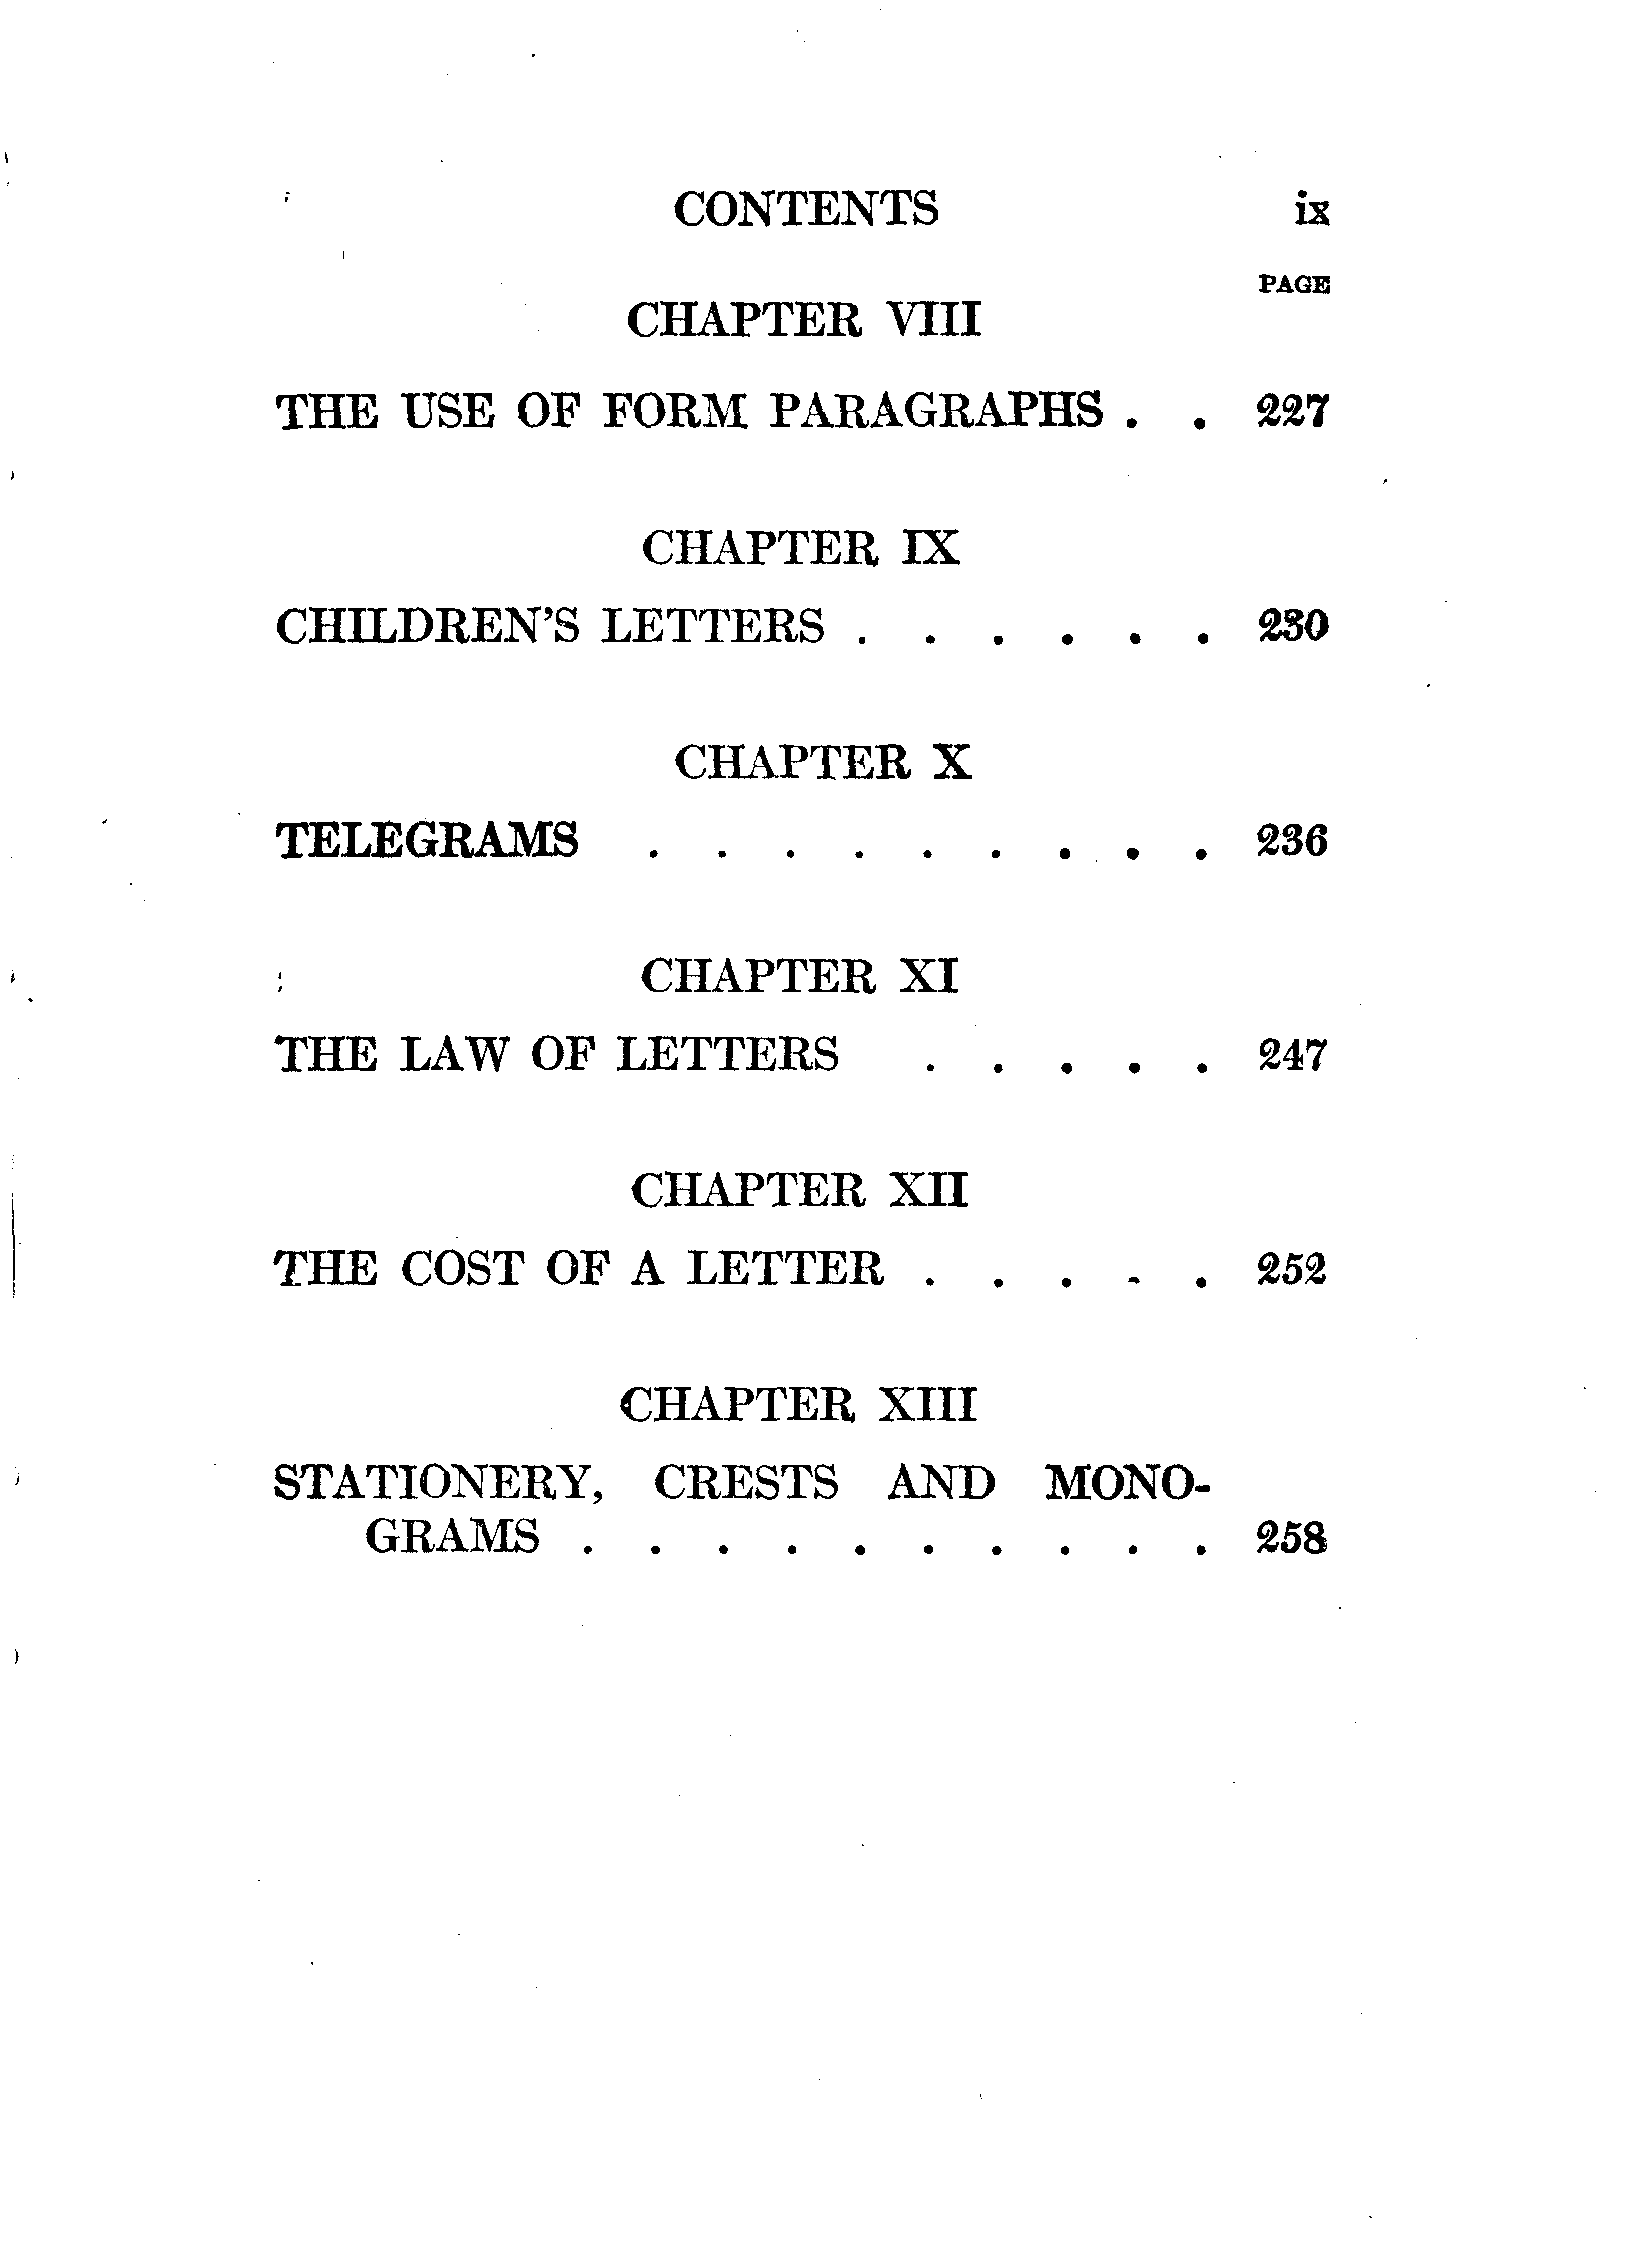 CONTENTS ix
PAGE
CHAPTER VIII
THE USE OF FORM PARAGRAPHS . . 227
CHAPTER IX
CHILDREN'S LETTERS . . . . . . 230
CHAPTER X
TELEGRAMS . . . . . . . . . 236
CHAPTER XI
THE LAW OF LETTERS . . . . . 247
CHAPTER XII
THE COST OF A LETTER . . . . . 252
CHAPTER XIII
STATIONERY, CRESTS AND MONO-
GRAMS . . . . . . . . . . 258